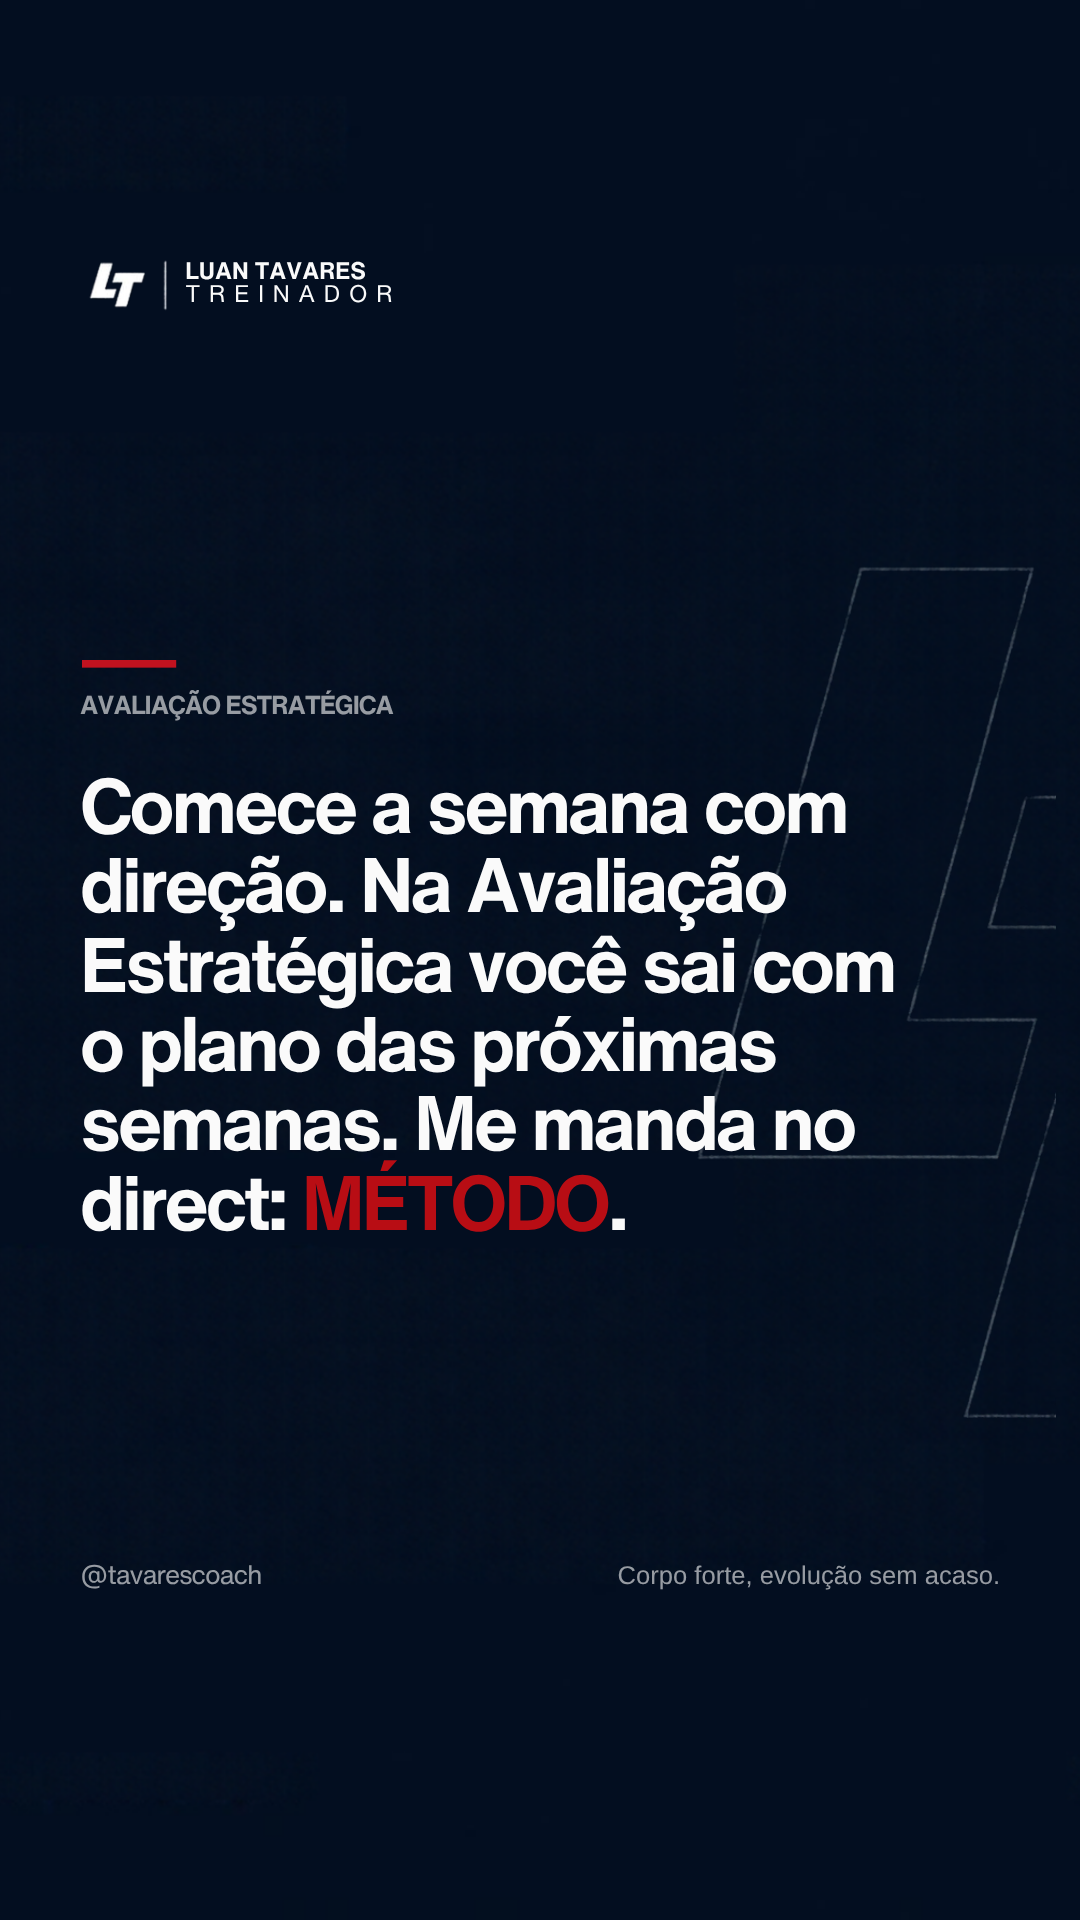 LT
LUAN TAVARES
TREINADOR
AVALIAÇÃO ESTRATÉGICA
Comece a semana com
direção. Na Avaliação
Estratégica você sai com
o plano das próximas
semanas. Me manda no
direct: MÉTODO.
@tavarescoach
Corpo forte, evolução sem acaso.